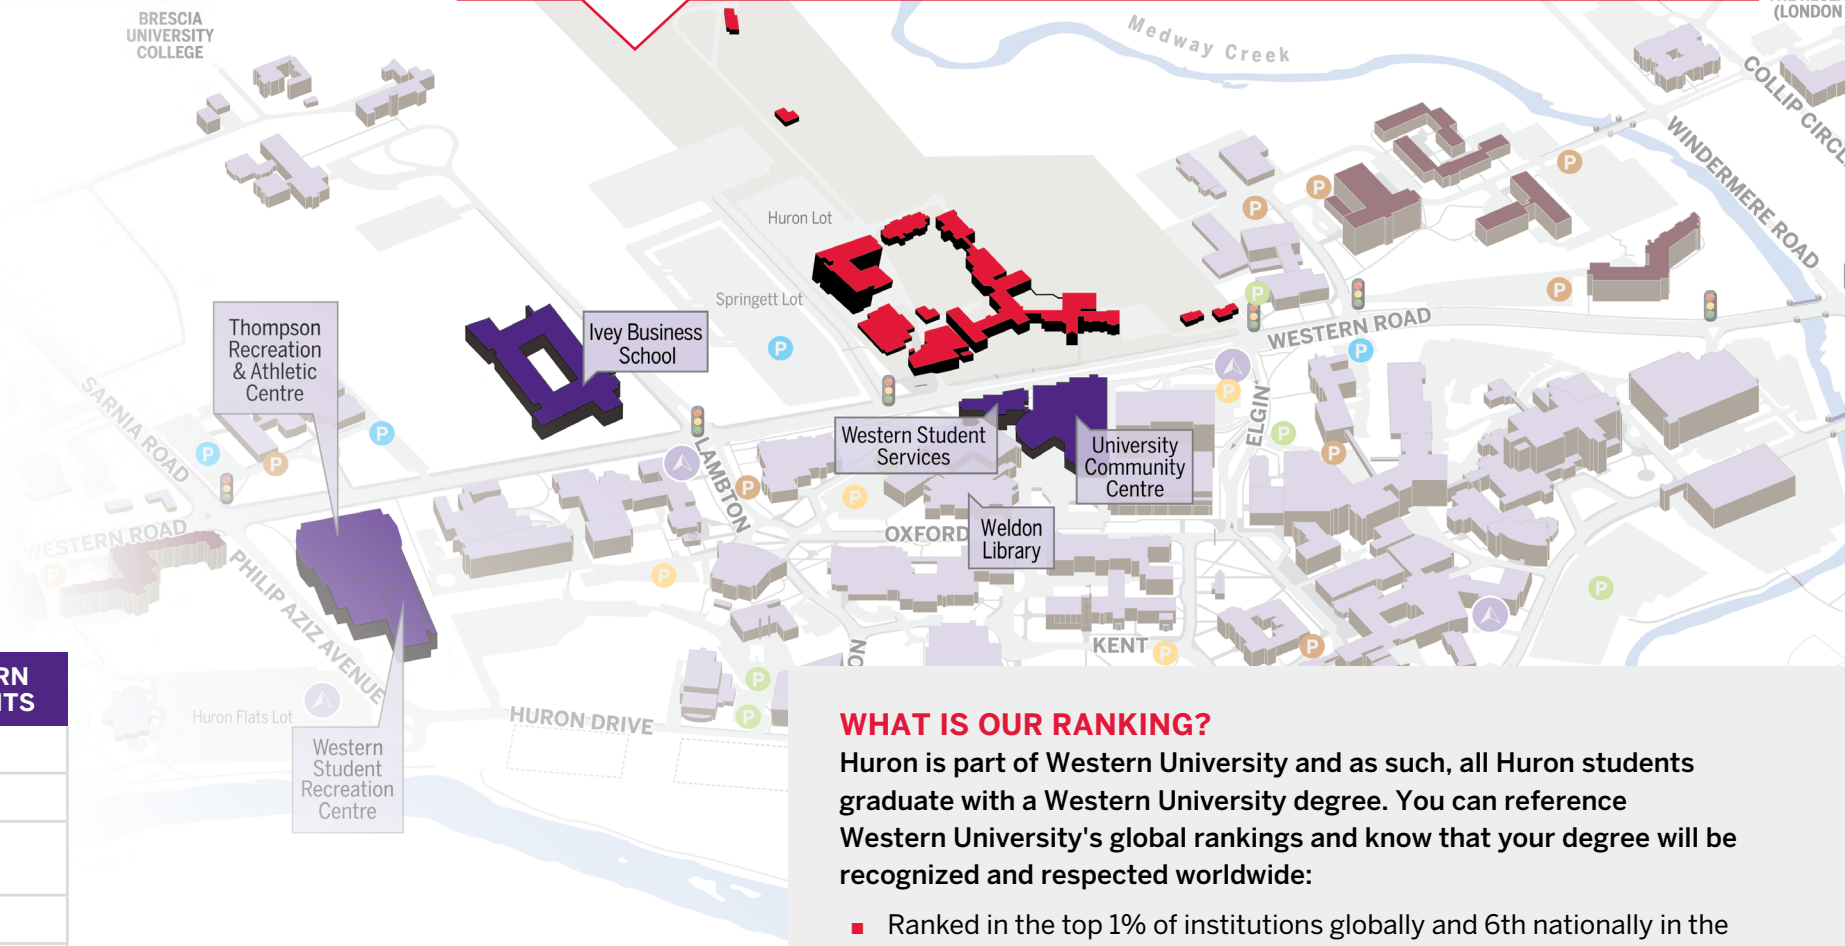 BRESCIA
UNIVERSITY
COLLEGE
(LONDON
Medway Creek
COLLIP CIRCL
WINDERMERE ROAD
P
P
P
Huron Lot
Springett Lot
P
P
P
Thompson
Recreation
& Athletic
Centre
Ivey Business
School
WESTERN ROAD
P
P
SARNIA ROAD
P
P
P
LAMBTON
P
Western Student
Services
University
Community
Centre
ELGIN
P
P
P
OXFORD
Weldon
Library
WESTERN ROAD
P
PHILIP AZIZ AVENUE
P
P
KENT
P
P
ON
RN
ITS
Huron Flats Lot
HURON DRIVE
P
P
Western
Student
Recreation
Centre
WHAT IS OUR RANKING?
Huron is part of Western University and as such, all Huron students
graduate with a Western University degree. You can reference
Western University's global rankings and know that your degree will be
recognized and respected worldwide:
Ranked in the top 1% of institutions globally and 6th nationally in the